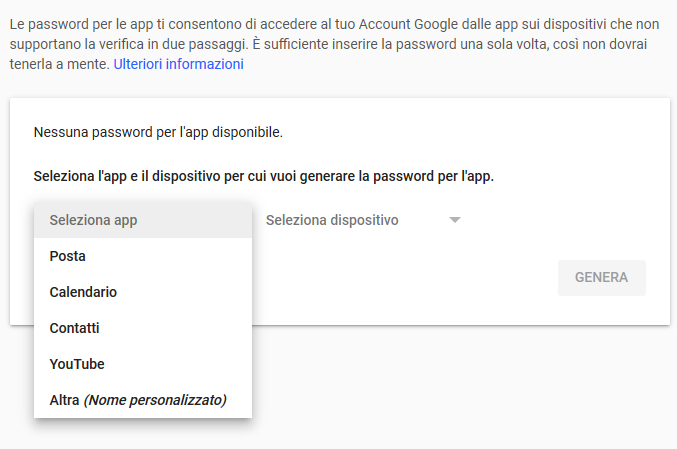 Le password per le app ti consentono di accedere al tuo Account Google dalle app sui dispositivi che non
supportano la verifica in due passaggi. È sufficiente inserire la password una sola volta, così non dovrai
tenerla a mente. Ulteriori informazioni
Nessuna password per l'app disponibile.
Seleziona l'app e il dispositivo per cui vuoi generare la password per l'app.
Seleziona app
Seleziona dispositivo
Posta
Calendario
GENERA
Contatti
YouTube
Altra (Nome personalizzato)